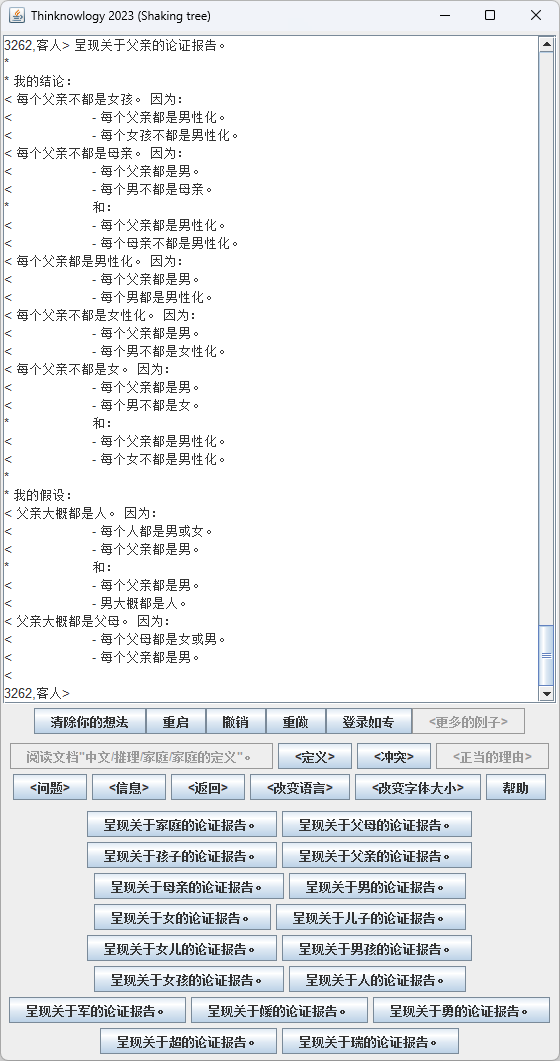 Thinknowlogy 2023 (Shaking tree)
3262,客人> 呈现关于父亲的论证报告。
*
* 我的结论：
< 每个父亲不都是女孩。 因为：
< - 每个父亲都是男性化。
< - 每个女孩不都是男性化。
< 每个父亲不都是母亲。 因为：
< - 每个父亲都是男。
< - 每个男不都是母亲。
* 和：
< - 每个父亲都是男性化。
< - 每个母亲不都是男性化。
< 每个父亲都是男性化。 因为：
< - 每个父亲都是男。
< - 每个男都是男性化。
< 每个父亲不都是女性化。 因为：
< - 每个父亲都是男。
< - 每个男不都是女性化。
< 每个父亲不都是女。 因为：
< - 每个父亲都是男。
< - 每个男不都是女。
* 和：
< - 每个父亲都是男性化。
< - 每个女不都是男性化。
*
* 我的假设：
< 父亲大概都是人。 因为：
< - 每个人都是男或女。
< - 每个父亲都是男。
* 和：
< - 每个父亲都是男。
< - 男大概都是人。
< 父亲大概都是父母。 因为：
< - 每个父母都是女或男。
< - 每个父亲都是男。
<
3262,客人>
清除你的想法 重启 撤销 重做 登录如专 <更多的例子>
阅读文档"中文/推理/家庭/家庭的定义"。 <定义> <冲突> <正当的理由>
<问题> <信息> <返回> <改变语言> <改变字体大小> 帮助
呈现关于家庭的论证报告。 呈现关于父母的论证报告。
呈现关于孩子的论证报告。 呈现关于父亲的论证报告。
呈现关于母亲的论证报告。 呈现关于男的论证报告。
呈现关于女的论证报告。 呈现关于儿子的论证报告。
呈现关于女儿的论证报告。 呈现关于男孩的论证报告。
呈现关于女孩的论证报告。 呈现关于人的论证报告。
呈现关于军的论证报告。 呈现关于媛的论证报告。 呈现关于勇的论证报告。
呈现关于超的论证报告。 呈现关于瑞的论证报告。